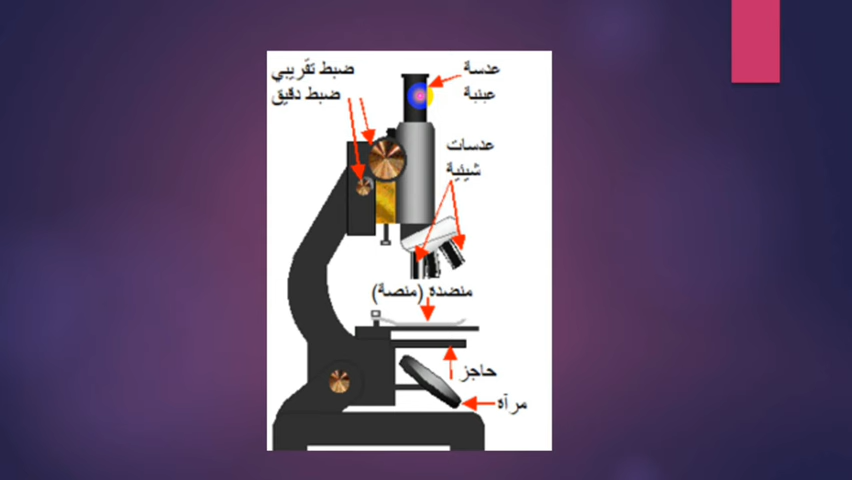 ضبط تقريبي
ضبط دقيق
عدسة
عينية
عدسات
شيئية
منضدة (منصة)
حاجز
مرآة